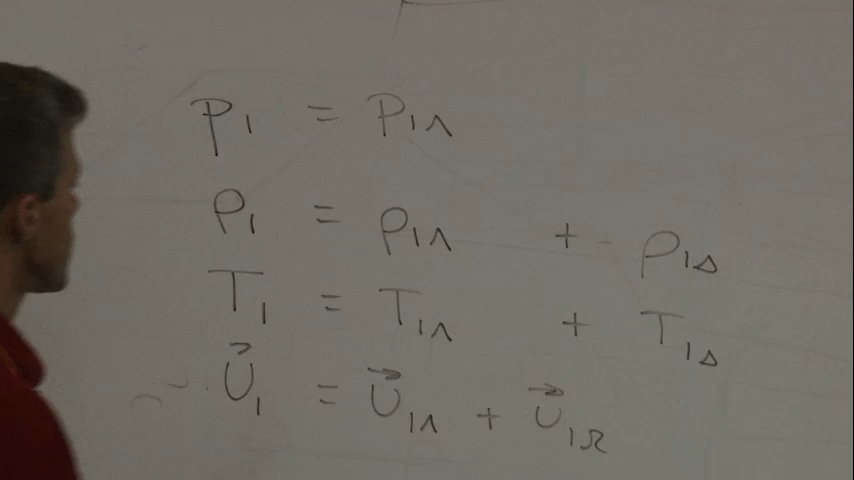 p₁ = p₁Λ
ρ₁ = ρ₁Λ + ρ₁Δ
T₁ = T₁Λ + T₁Δ
U⃗₁ = U⃗₁Λ + U⃗₁Ω